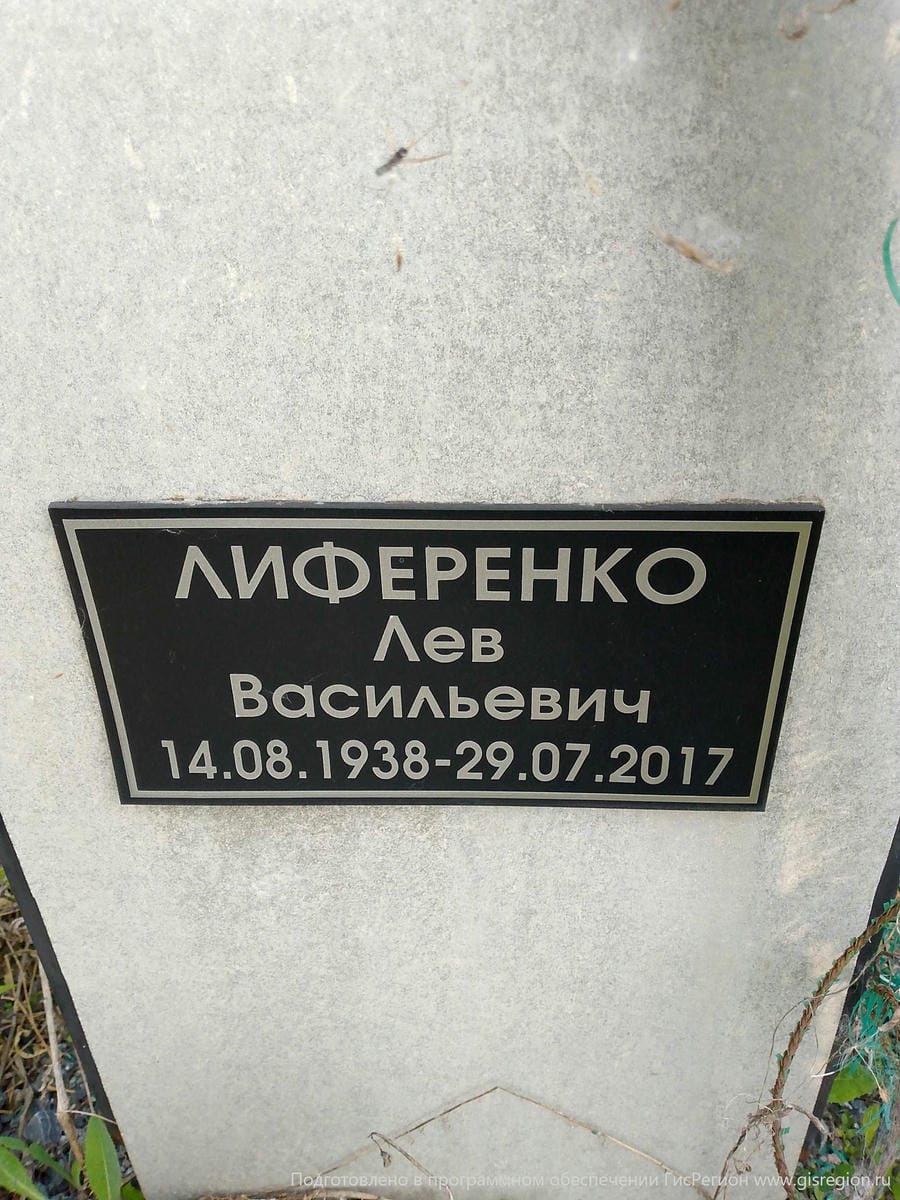 ЛИФЕРЕНКО
Лев
Васильевич
14.08.1938-29.07.2017
Подготовлено в программном обеспечении ГисРегион www.gisregion.ru